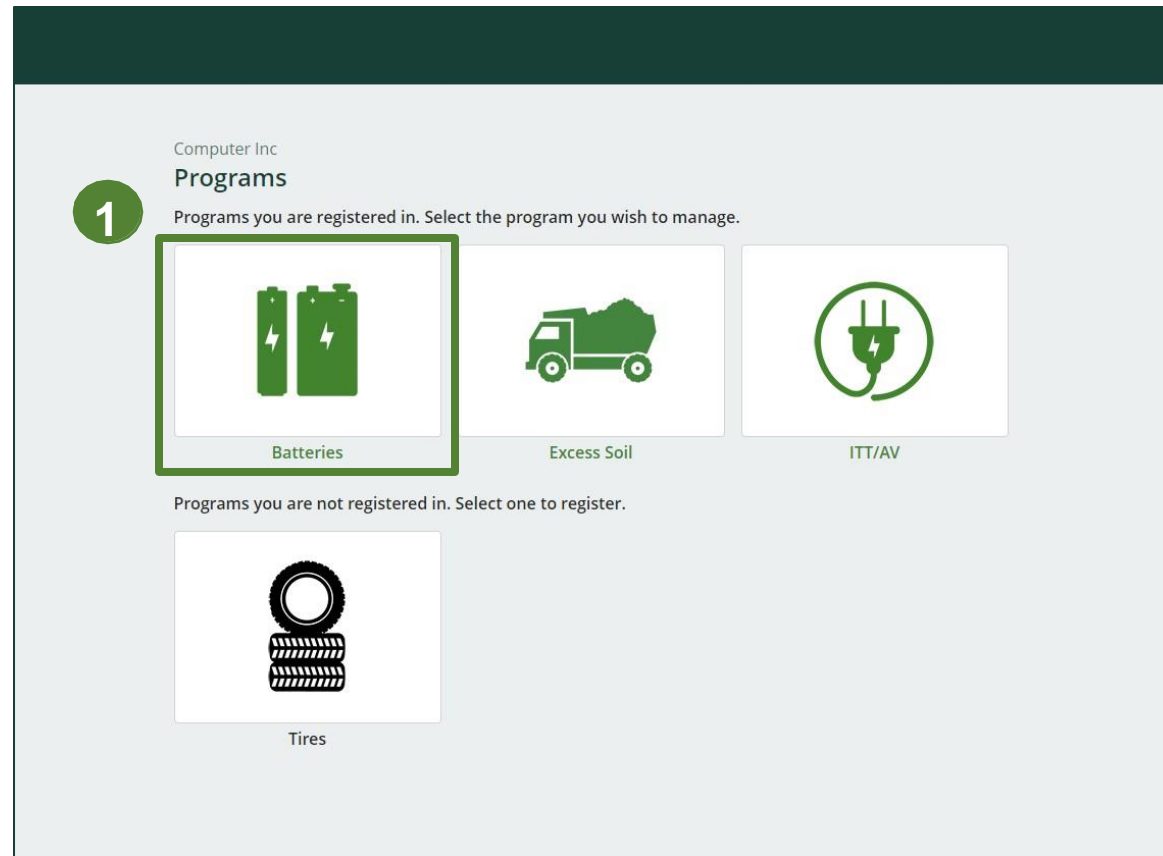 Computer Inc
Programs
1
Programs you are registered in. Select the program you wish to manage.
Batteries
Excess Soil
ITT/AV
Programs you are not registered in. Select one to register.
Tires